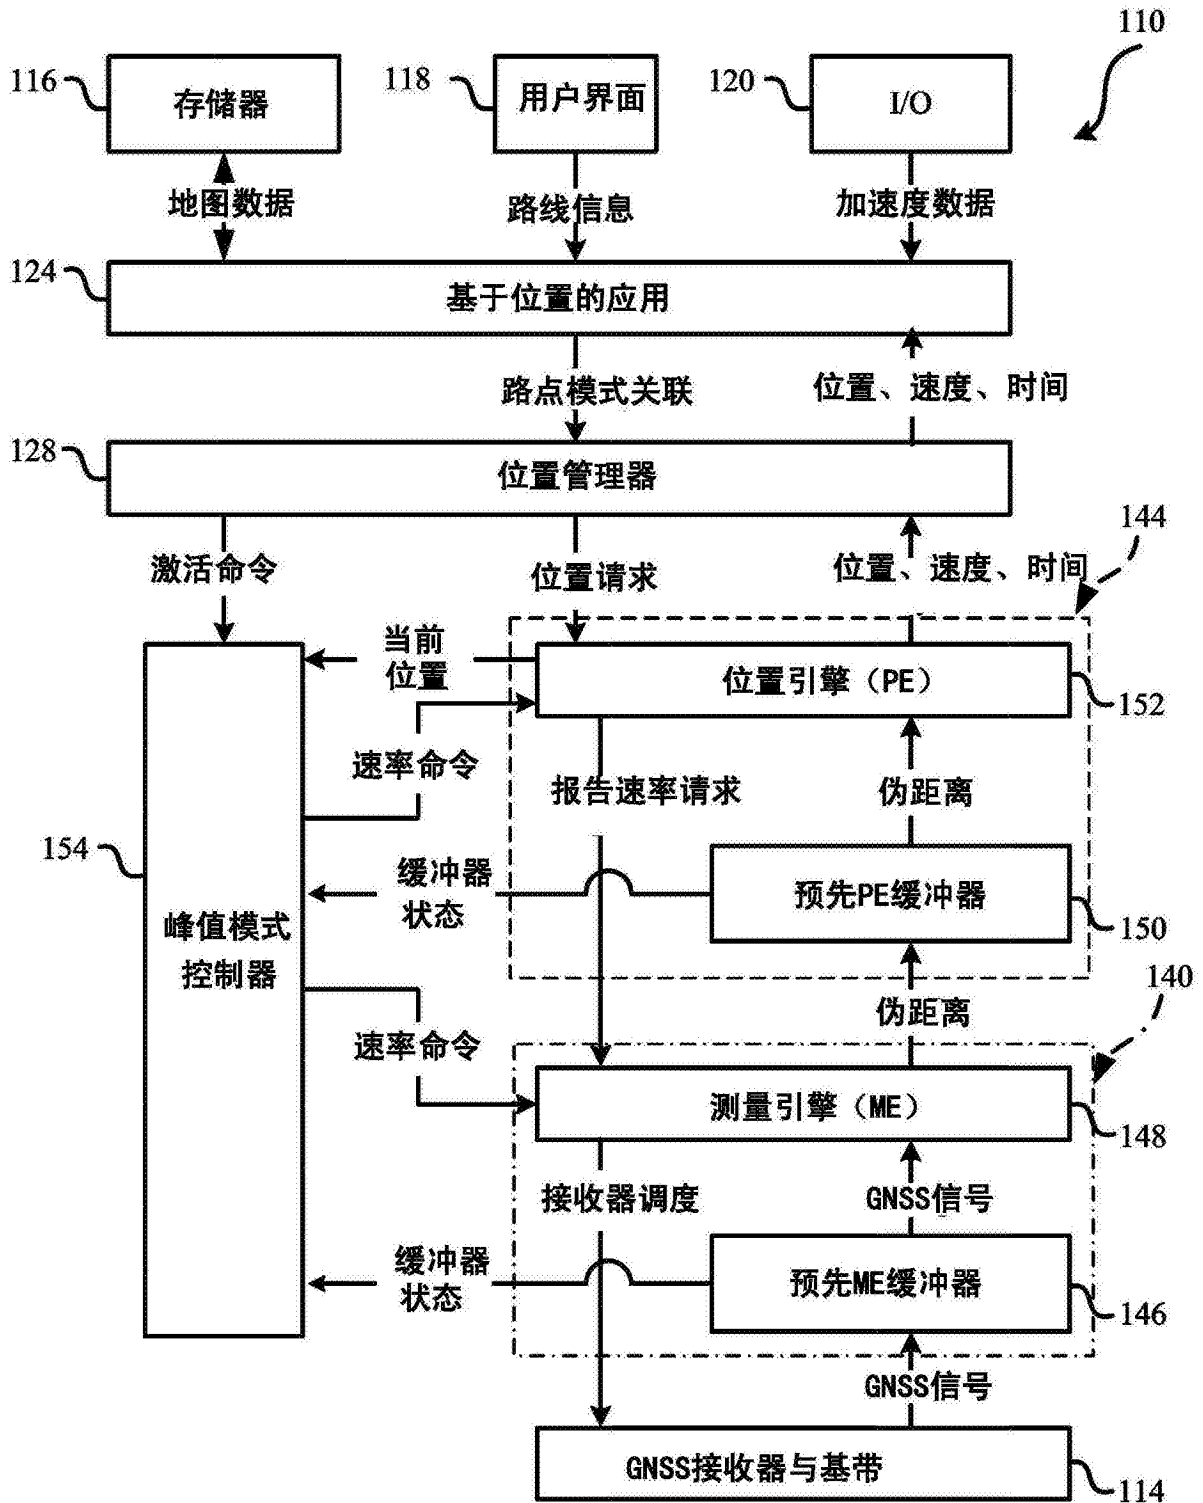 110
116
存储器
118
用户界面
120
I/O
地图数据
路线信息
加速度数据
124
基于位置的应用
路点模式关联
位置、速度、时间
128
位置管理器
144
激活命令
位置请求
位置、速度、时间
当前
位置
位置引擎（PE）
152
速率命令
报告速率请求
伪距离
154
缓冲器
状态
预先PE缓冲器
150
峰值模式
控制器
140
伪距离
速率命令
测量引擎（ME）
148
接收器调度
GNSS信号
缓冲器
状态
预先ME缓冲器
146
GNSS信号
GNSS接收器与基带
114